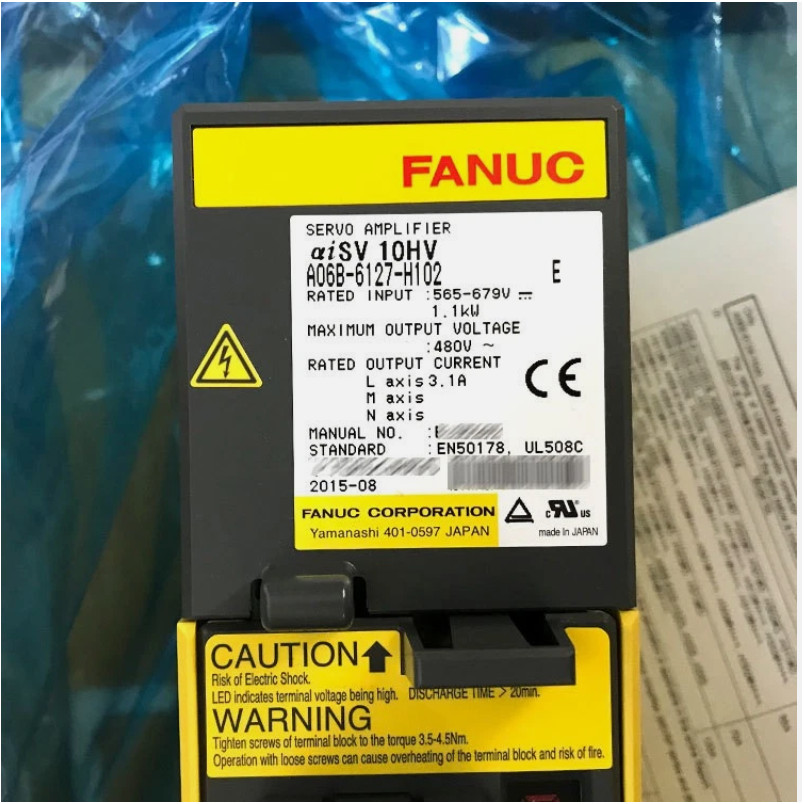 FANUC
SERVO AMPLIFIER
αiSV 10HV
A06B-6127-H102 E
RATED INPUT :565-679V ⎓
1.1kW
MAXIMUM OUTPUT VOLTAGE
:480V ~
RATED OUTPUT CURRENT
L axis 3.1A
M axis
N axis
CE
MANUAL NO. :
STANDARD :EN50178, UL508C
2015-08
FANUC CORPORATION
Yamanashi 401-0597 JAPAN
c RU us
made in JAPAN
CAUTION
Risk of Electric Shock.
LED indicates terminal voltage being high. DISCHARGE TIME > 20min.
WARNING
Tighten screws of terminal block to the torque 3.5-4.5Nm.
Operation with loose screws can cause overheating of the terminal block and risk of fire.